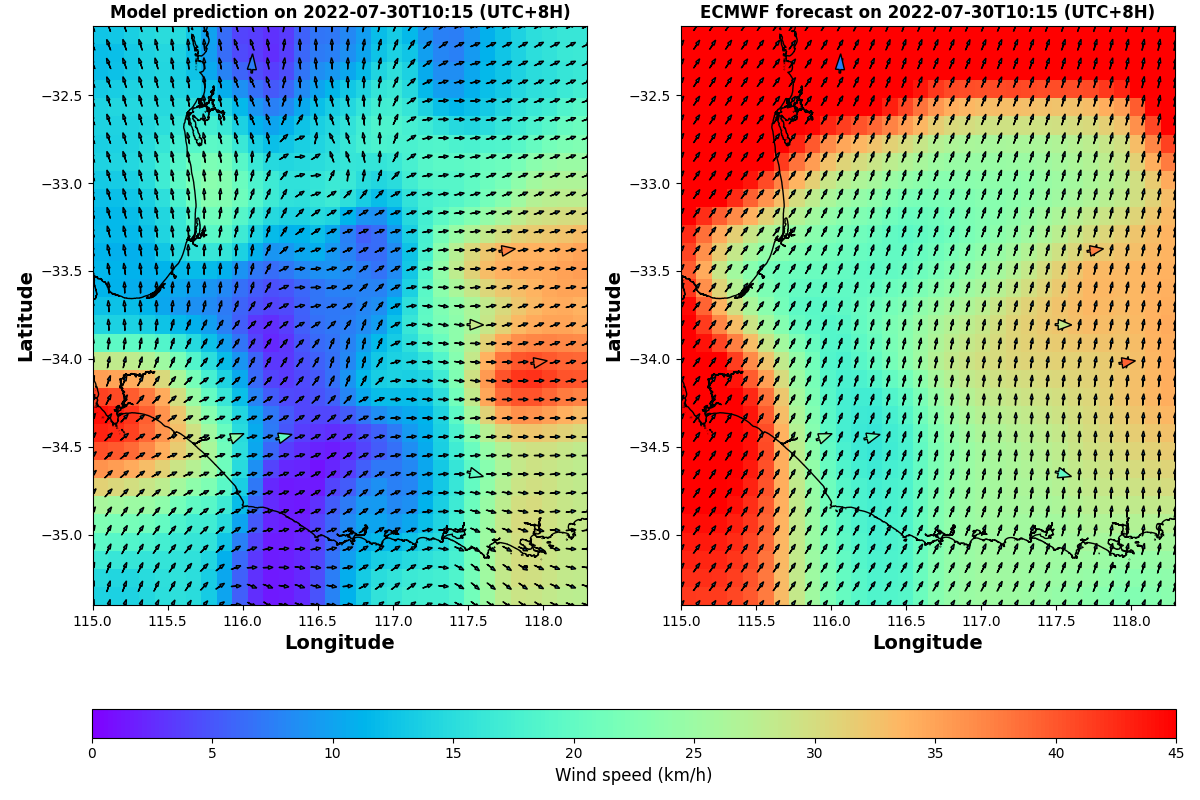 Model prediction on 2022-07-30T10:15 (UTC+8H)
ECMWF forecast on 2022-07-30T10:15 (UTC+8H)
Latitude
−32.5
−33.0
−33.5
−34.0
−34.5
−35.0
115.0 115.5 116.0 116.5 117.0 117.5 118.0
Longitude
Latitude
−32.5
−33.0
−33.5
−34.0
−34.5
−35.0
115.0 115.5 116.0 116.5 117.0 117.5 118.0
Longitude
0 5 10 15 20 25 30 35 40 45
Wind speed (km/h)